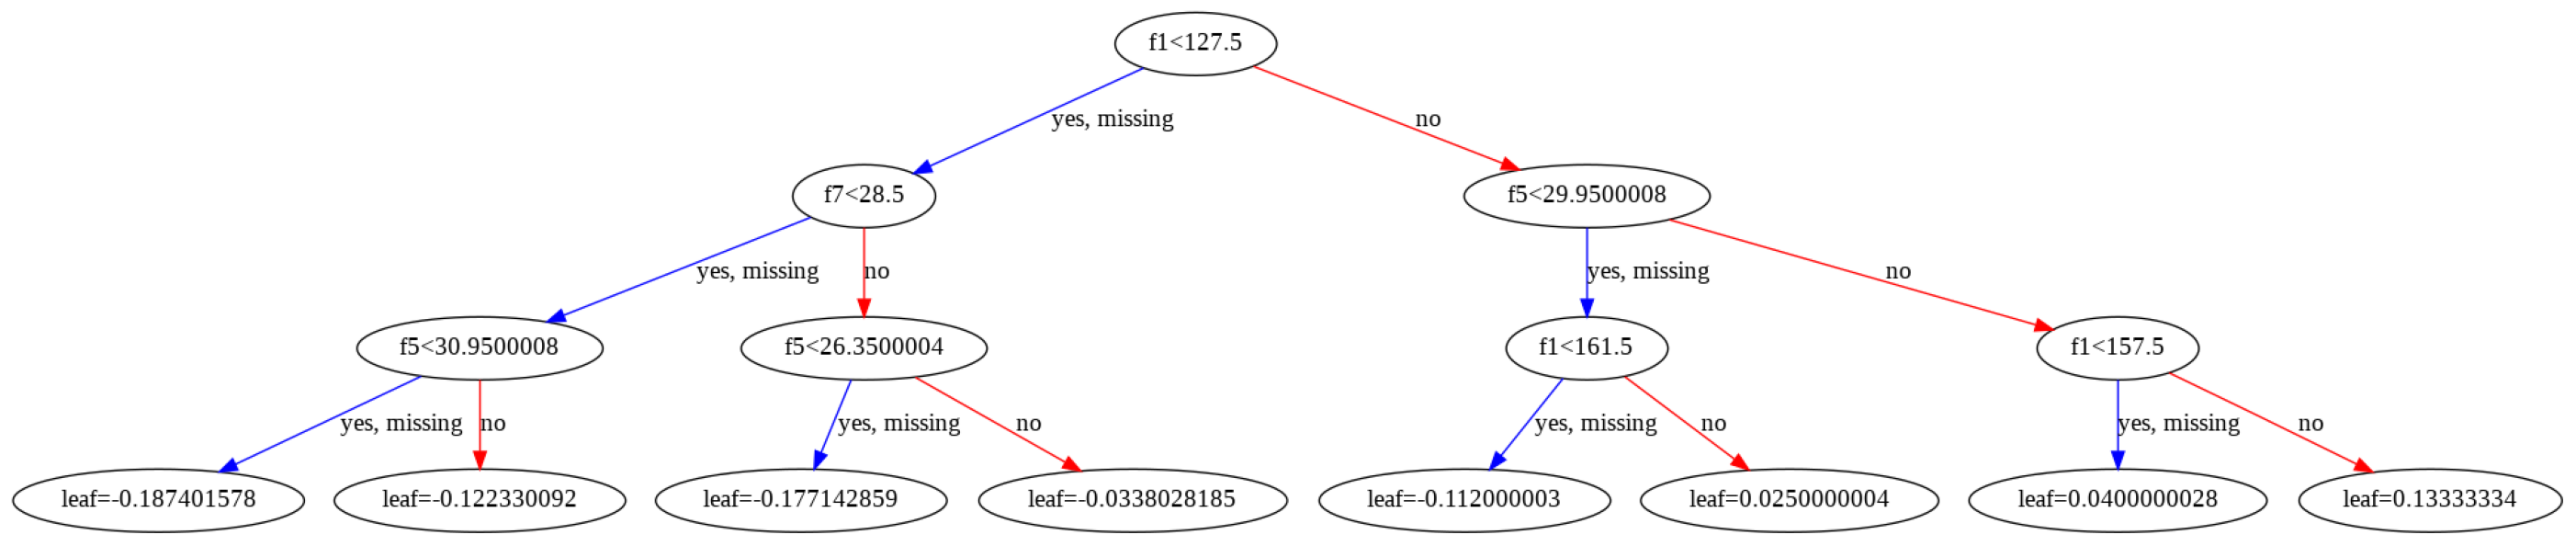 f1<127.5
yes, missing
no
f7<28.5
f5<29.9500008
yes, missing
no
yes, missing
no
f5<30.9500008
f5<26.3500004
f1<161.5
f1<157.5
yes, missing
no
yes, missing
no
yes, missing
no
yes, missing
no
leaf=-0.187401578
leaf=-0.122330092
leaf=-0.177142859
leaf=-0.0338028185
leaf=-0.112000003
leaf=0.0250000004
leaf=0.0400000028
leaf=0.13333334